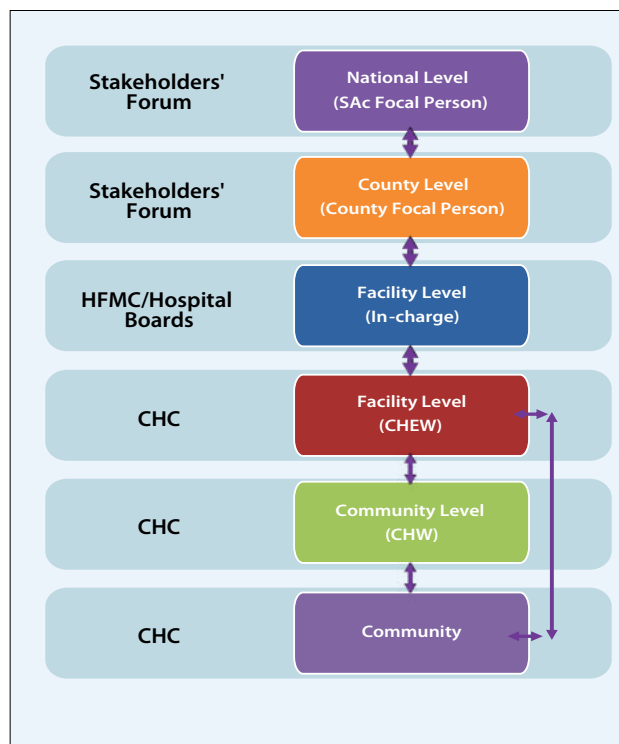 Stakeholders'
Forum
National Level
(SAc Focal Person)
Stakeholders'
Forum
County Level
(County Focal Person)
HFMC/Hospital
Boards
Facility Level
(In-charge)
CHC
Facility Level
(CHEW)
CHC
Community Level
(CHW)
CHC
Community